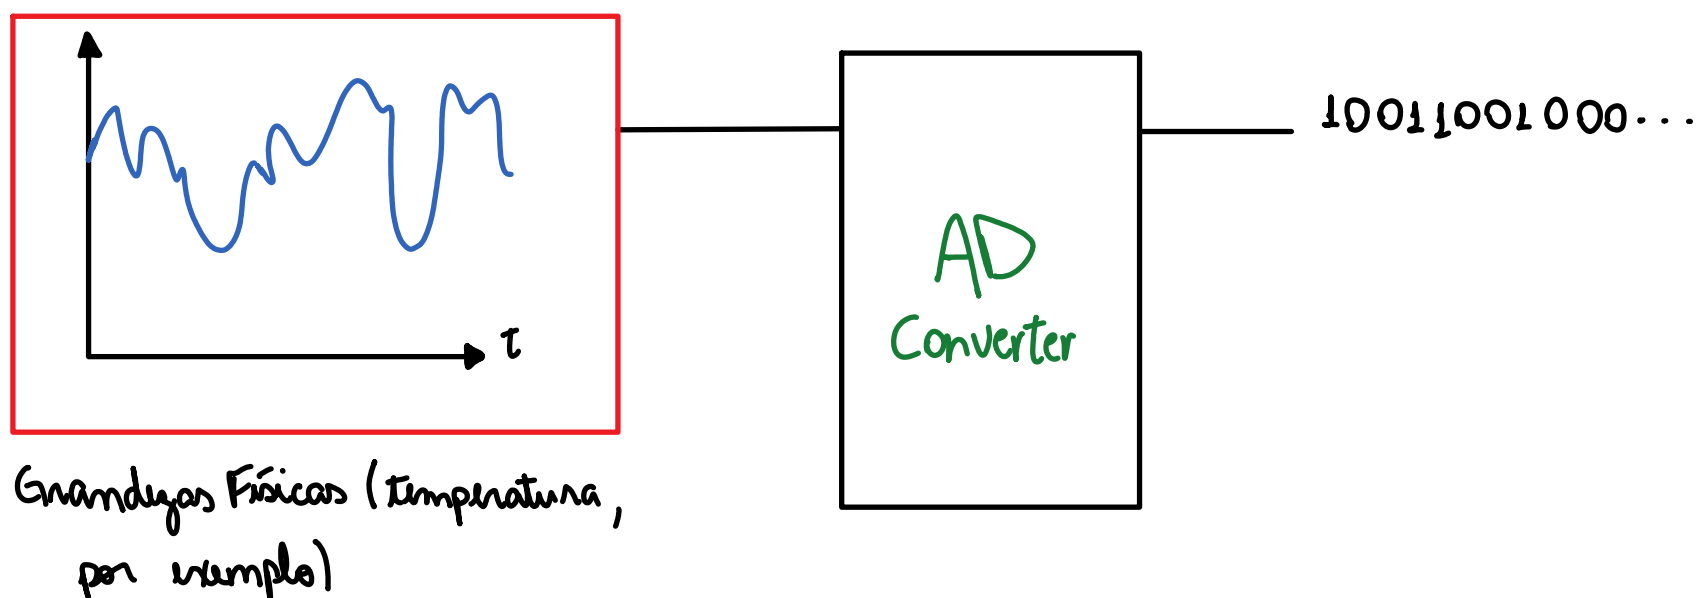 t
Grandezas Físicas (temperatura,
por exemplo)
AD
Converter
10011001000...